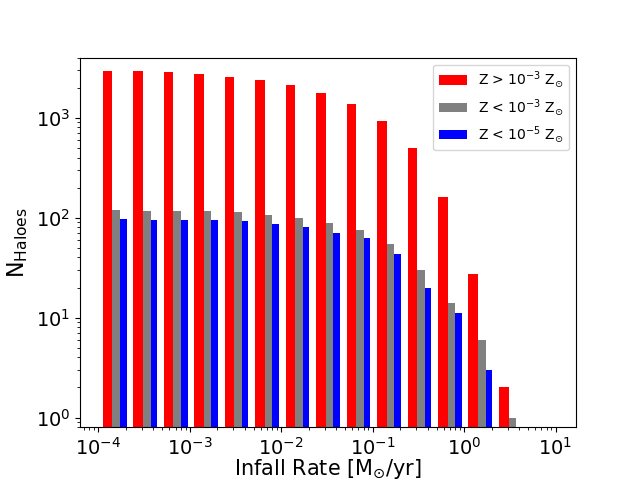 Z > 10⁻³ Z⊙
Z < 10⁻³ Z⊙
Z < 10⁻⁵ Z⊙
N_Haloes
10³
10²
10¹
10⁰
10⁻⁴ 10⁻³ 10⁻² 10⁻¹ 10⁰ 10¹
Infall Rate [M⊙/yr]